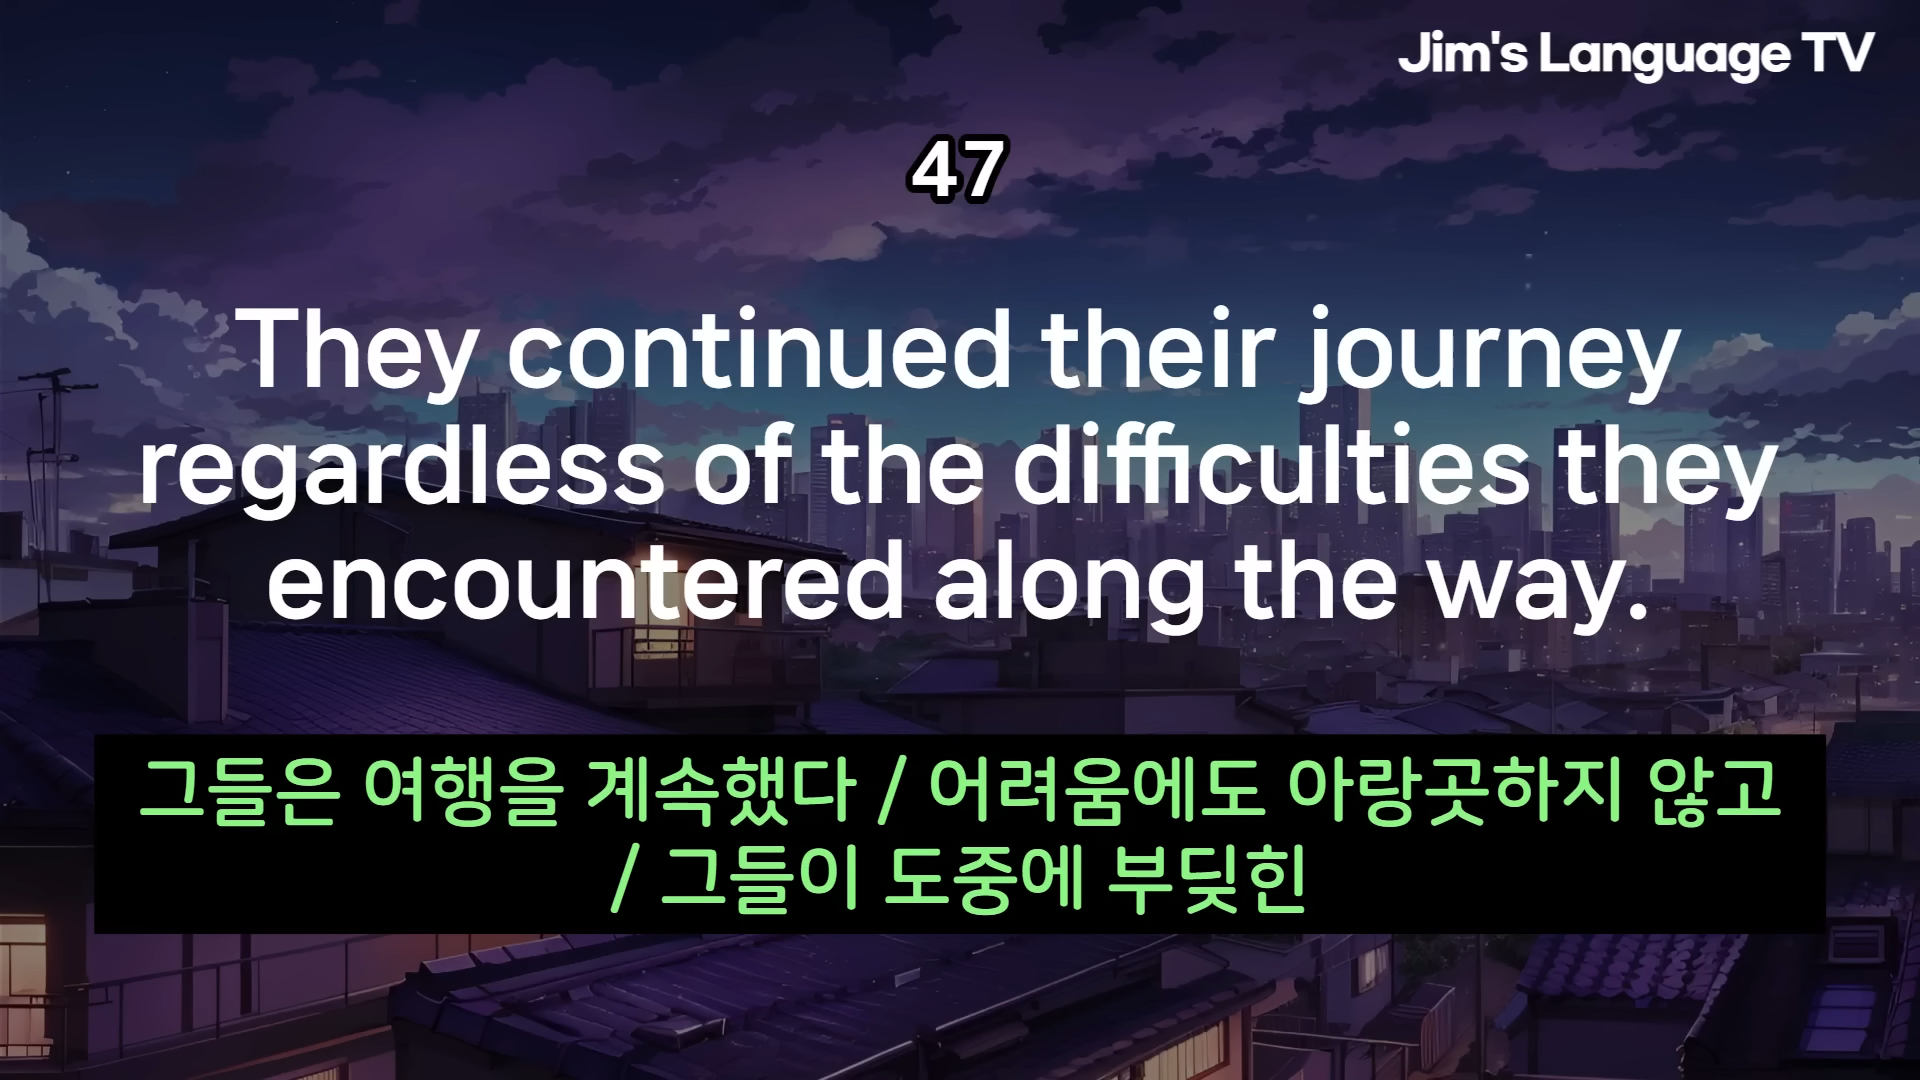 Jim's Language TV
47
They continued their journey
regardless of the difficulties they
encountered along the way.
그들은 여행을 계속했다 / 어려움에도 아랑곳하지 않고
/ 그들이 도중에 부딪힌